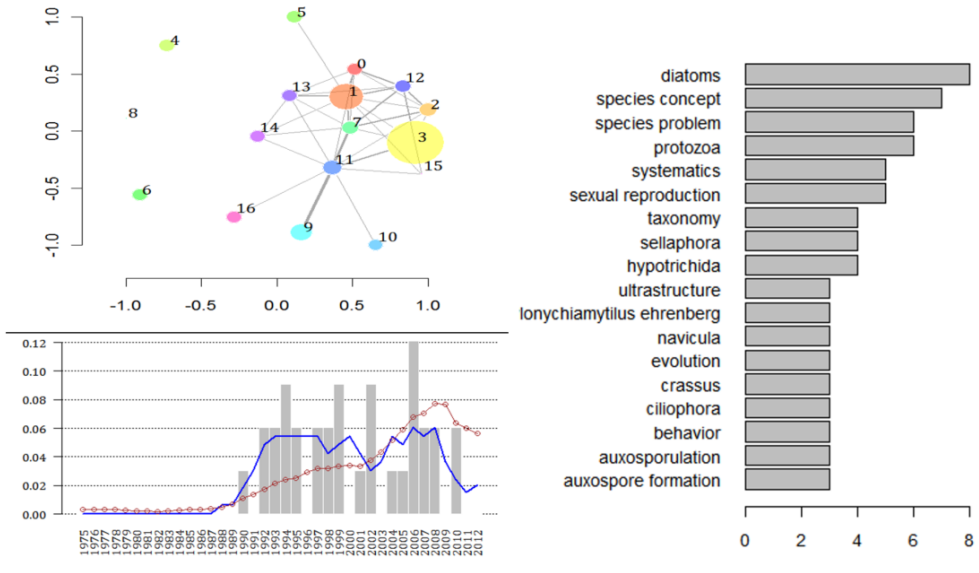 1.0
0.5
0.0
-0.5
-1.0
5
4
0
12
13
1
2
8
7
14
3
11
15
6
16
9
10
-1.0 -0.5 0.0 0.5 1.0
0.12
0.10
0.08
0.06
0.04
0.02
0.00
1975 1976 1977 1978 1979 1980 1981 1982 1983 1984 1985 1986 1987 1988 1989 1990 1991 1992 1993 1994 1995 1996 1997 1998 1999 2000 2001 2002 2003 2004 2005 2006 2007 2008 2009 2010 2011 2012
diatoms
species concept
species problem
protozoa
systematics
sexual reproduction
taxonomy
sellaphora
hypotrichida
ultrastructure
lonychiamytilus ehrenberg
navicula
evolution
crassus
ciliophora
behavior
auxosporulation
auxospore formation
0 2 4 6 8